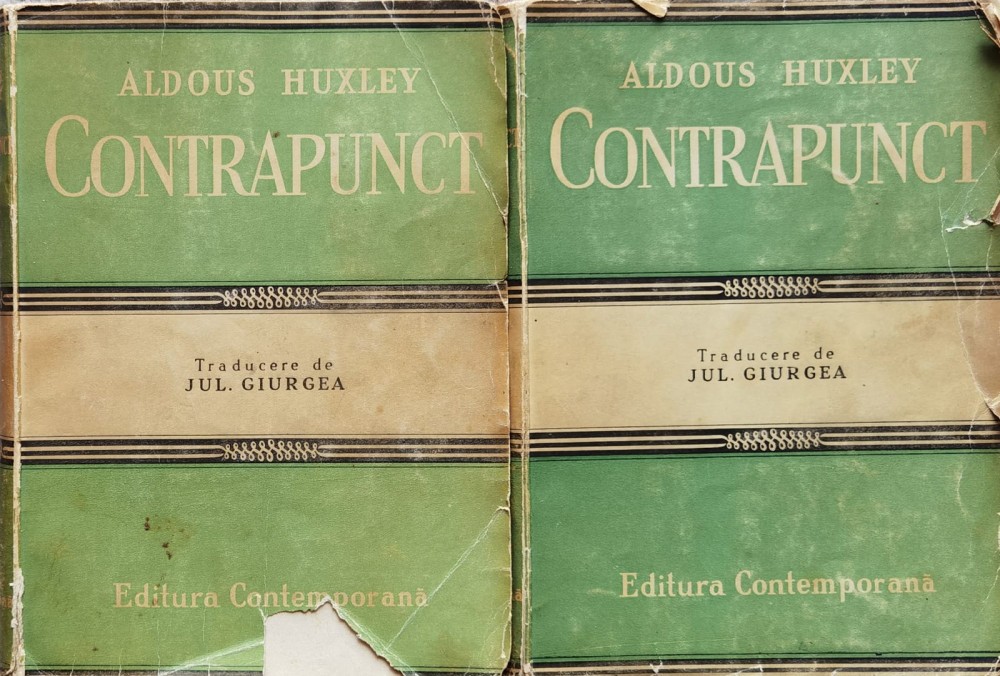 ALDOUS HUXLEY
CONTRAPUNCT
Traducere de
JUL. GIURGEA
Editura Contemporană
ALDOUS HUXLEY
CONTRAPUNCT
Traducere de
JUL. GIURGEA
Editura Contemporană